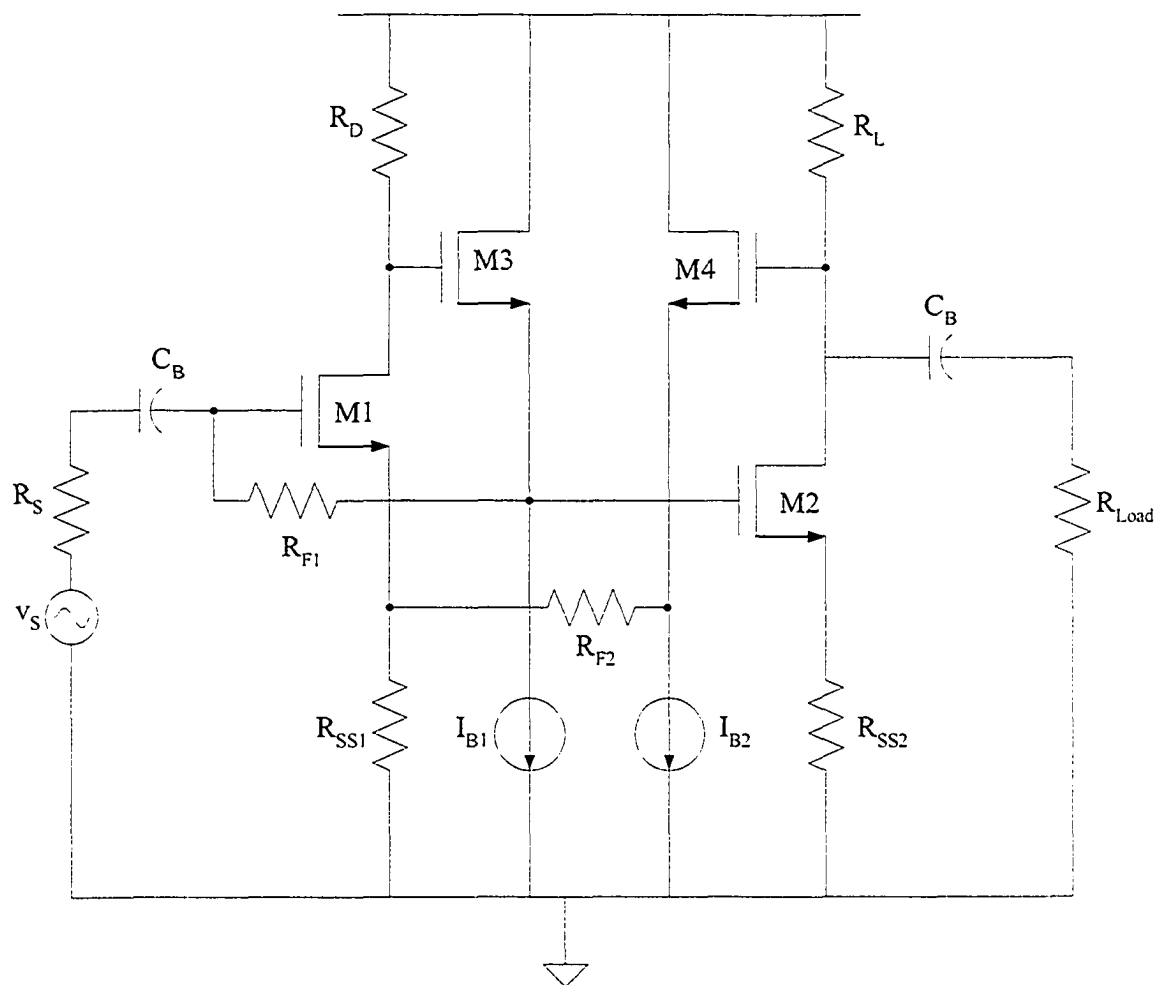 R_D
R_L
M3
M4
C_B
C_B
M1
R_S
R_F1
M2
R_Load
v_S
R_F2
R_SS1
I_B1
I_B2
R_SS2